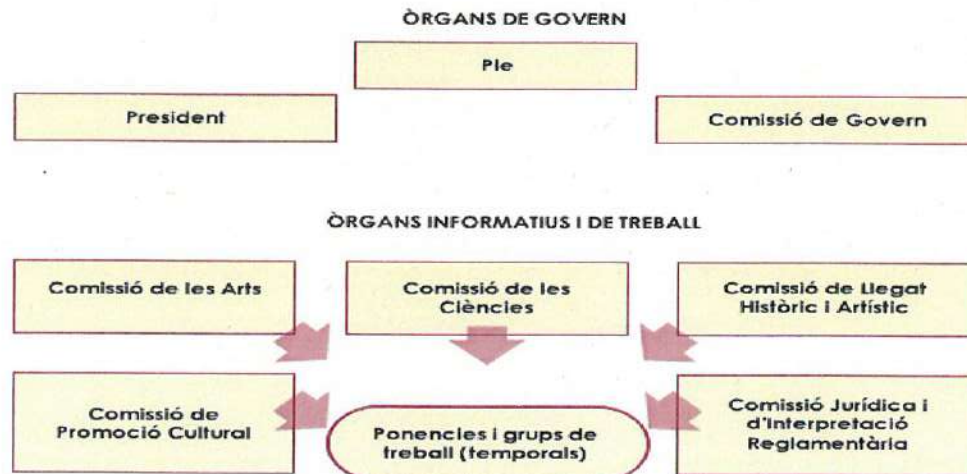 ÒRGANS DE GOVERN
Ple
President
Comissió de Govern
ÒRGANS INFORMATIUS I DE TREBALL
Comissió de les Arts
Comissió de les
Ciències
Comissió de Llegat
Històric i Artístic
Comissió de
Promoció Cultural
Ponencies i grups de
treball (temporals)
Comissió Jurídica i
d'Interpretació
Reglamentària